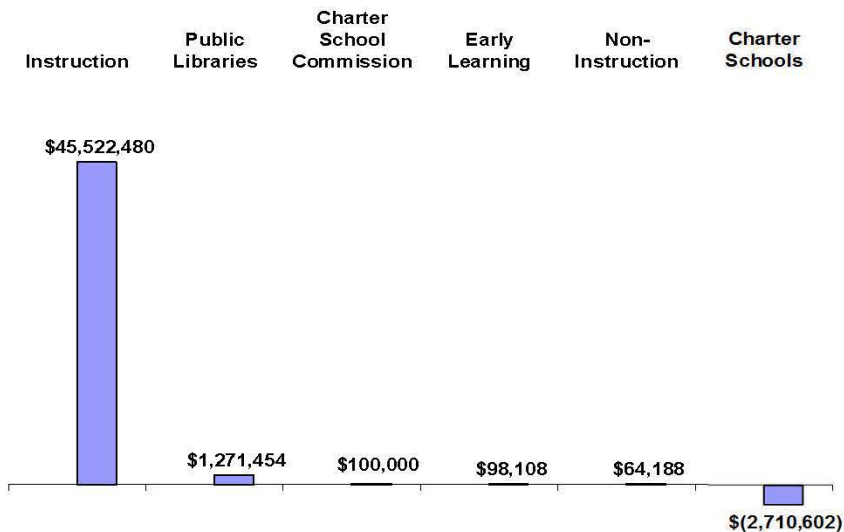 Instruction
Public
Libraries
Charter
School
Commission
Early
Learning
Non-
Instruction
Charter
Schools
$45,522,480
$1,271,454
$100,000
$98,108
$64,188
$(2,710,602)